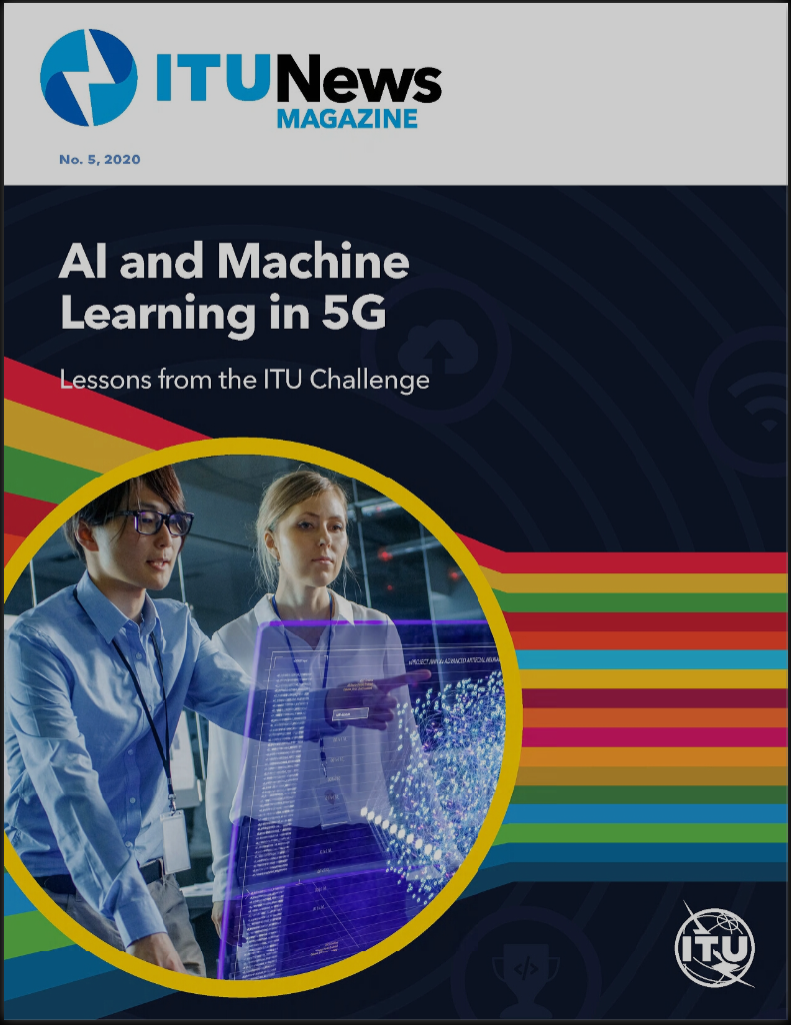 ITUNews
MAGAZINE
No. 5, 2020
AI and Machine
Learning in 5G
Lessons from the ITU Challenge
</>
ITU